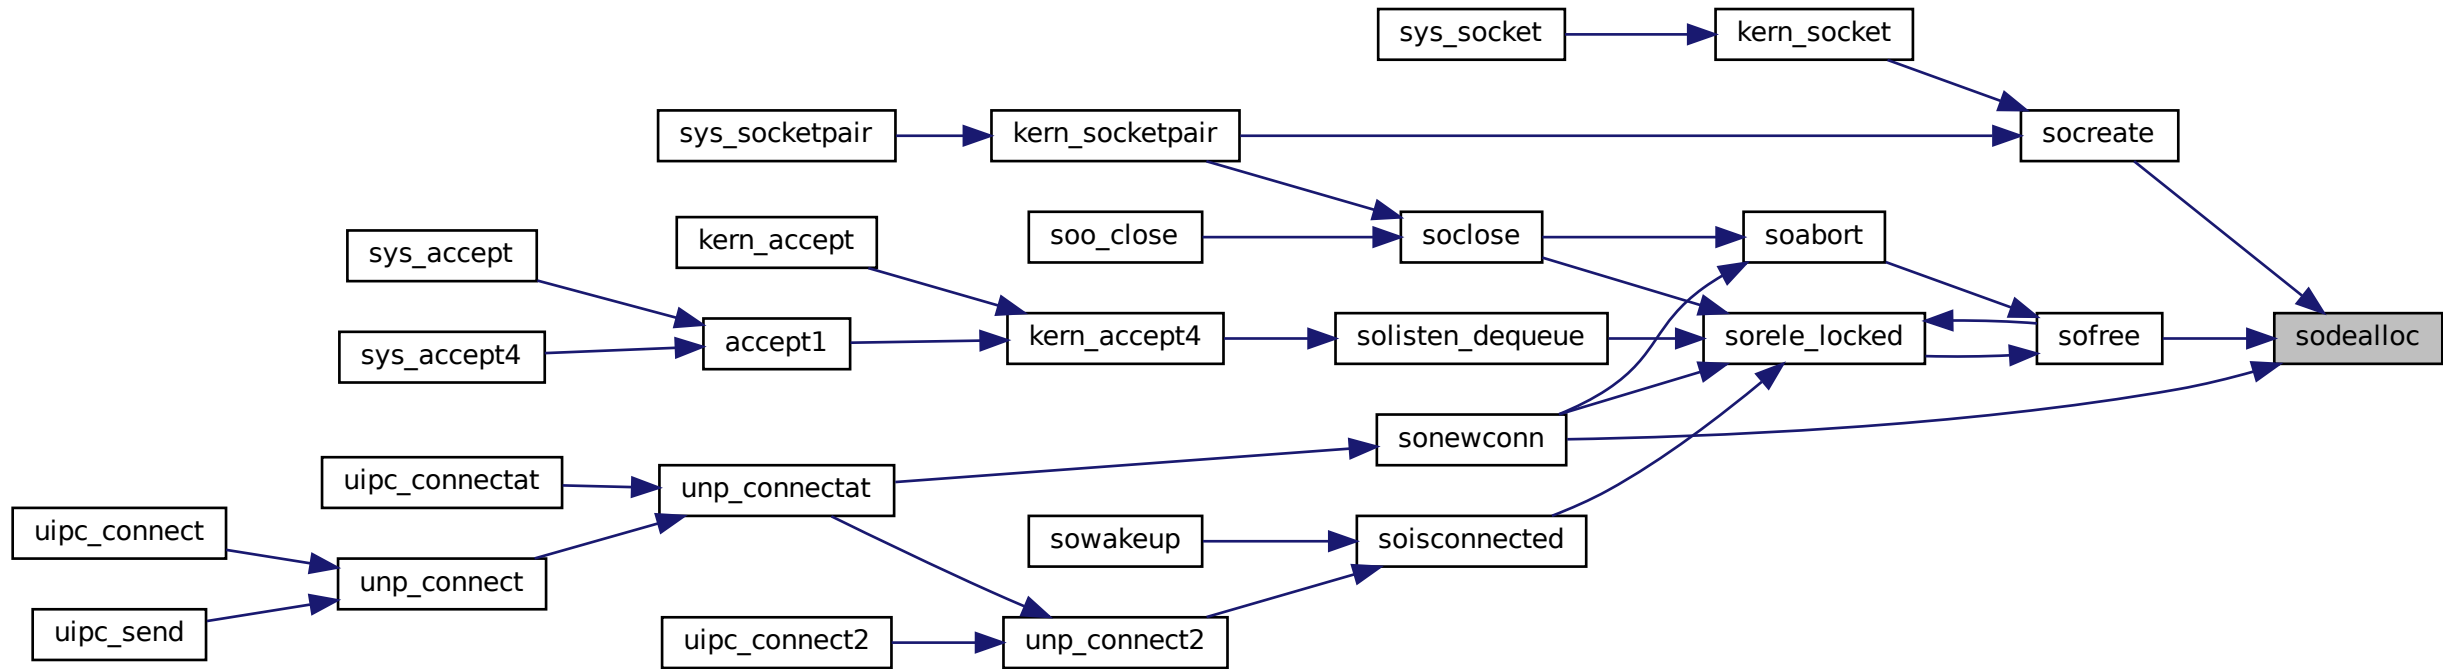 sys_socket
kern_socket
sys_socketpair
kern_socketpair
socreate
sys_accept
kern_accept
soo_close
soclose
soabort
sys_accept4
accept1
kern_accept4
solisten_dequeue
sorele_locked
sofree
sodealloc
sonewconn
uipc_connectat
unp_connectat
uipc_connect
sowakeup
soisconnected
unp_connect
uipc_send
uipc_connect2
unp_connect2